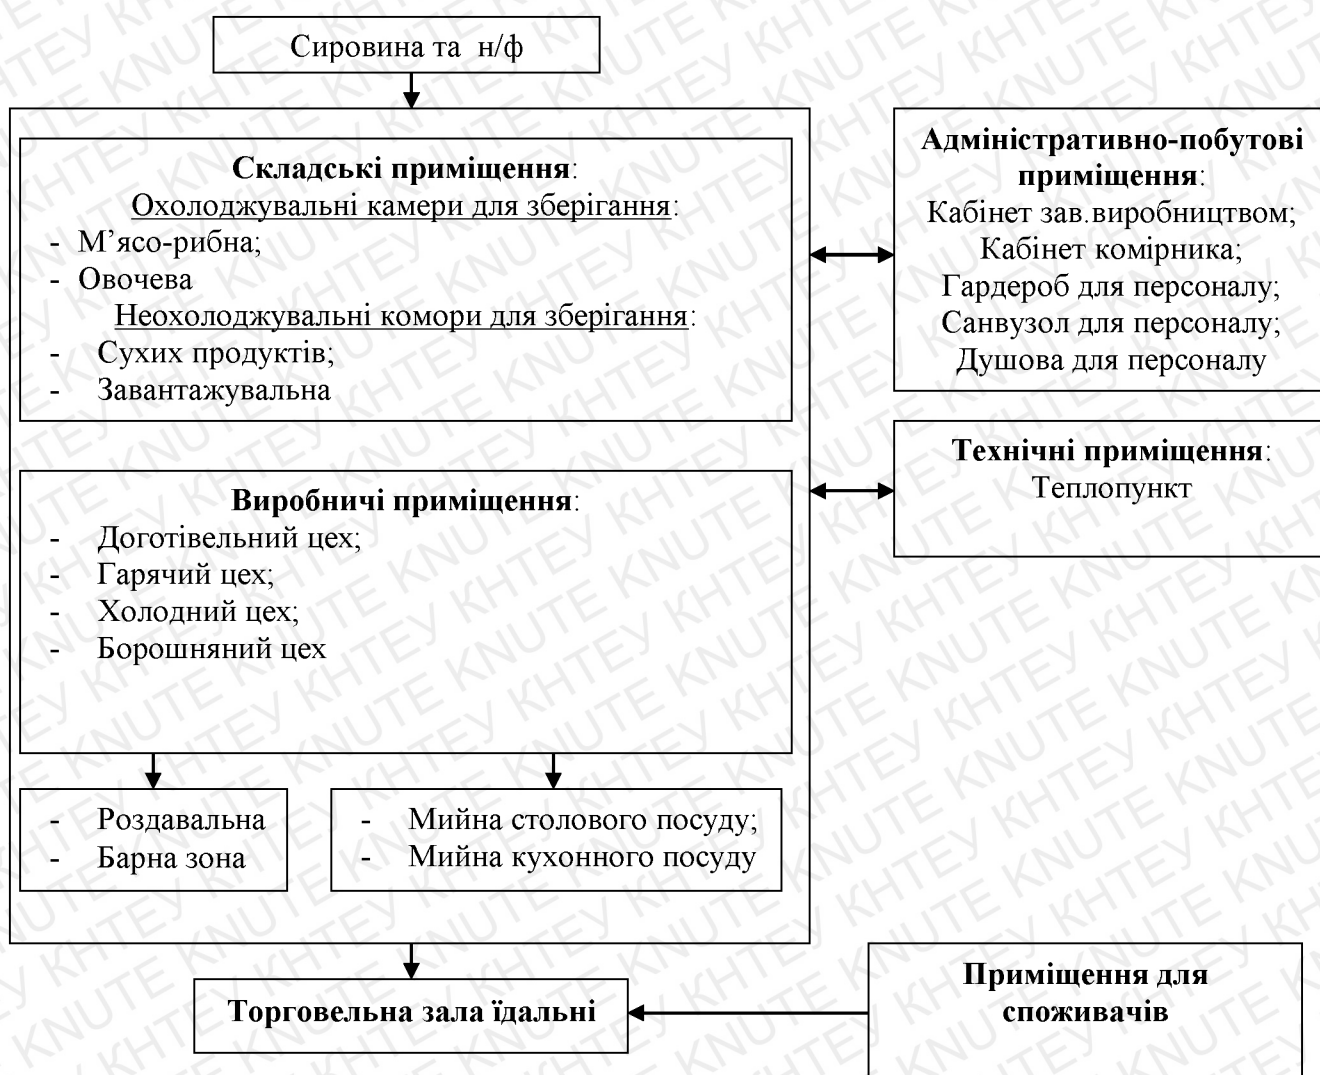 Сировина та н/ф
Складські приміщення:
Охолоджувальні камери для зберігання:
- М’ясо-рибна;
- Овочева
Неохолоджувальні комори для зберігання:
- Сухих продуктів;
- Завантажувальна
Адміністративно-побутові
приміщення:
Кабінет зав.виробництвом;
Кабінет комірника;
Гардероб для персоналу;
Санвузол для персоналу;
Душова для персоналу
Технічні приміщення:
Теплопункт
Виробничі приміщення:
- Доготівельний цех;
- Гарячий цех;
- Холодний цех;
- Борошняний цех
- Роздавальна
- Барна зона
- Мийна столового посуду;
- Мийна кухонного посуду
Торговельна зала їдальні
Приміщення для
споживачів